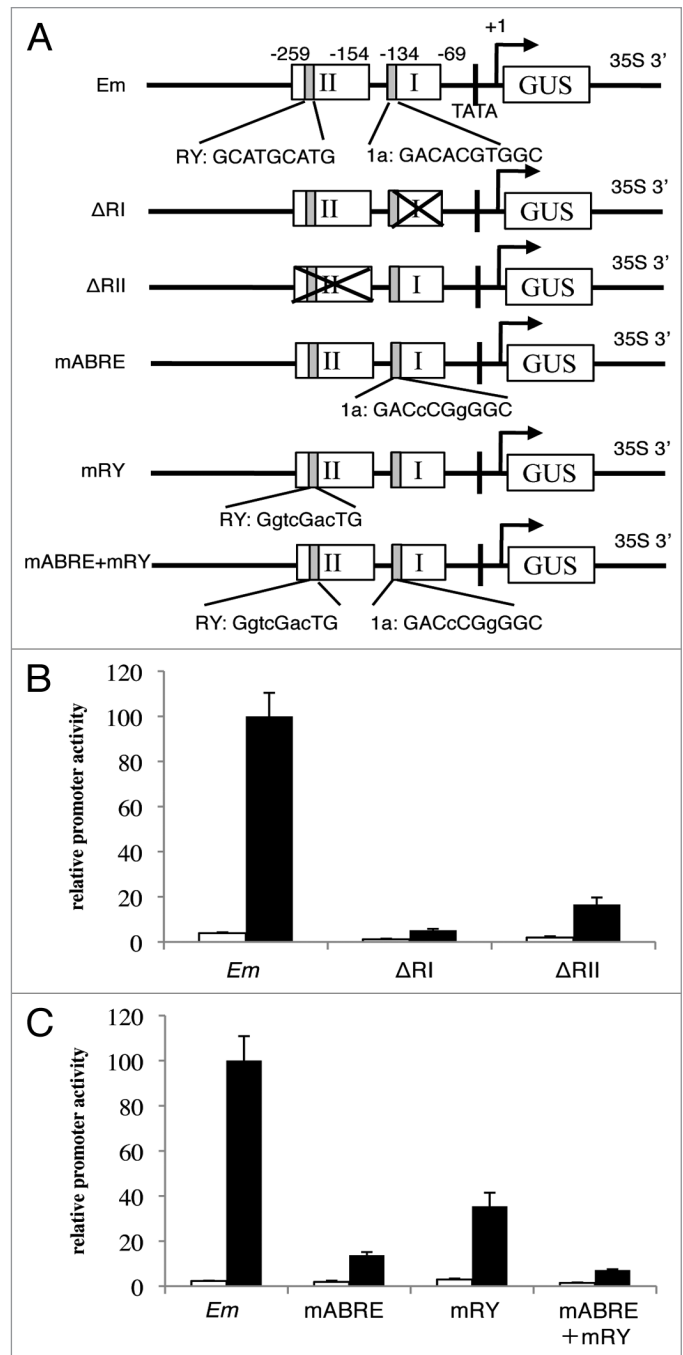 A
-259 -154 -134 -69 +1
Em II I TATA GUS 35S 3’
RY: GCATGCATG 1a: GACACGTGGC
ΔRI II I GUS 35S 3’
ΔRII II I GUS 35S 3’
mABRE II I GUS 35S 3’
1a: GACcCGgGGC
mRY II I GUS 35S 3’
RY: GgtcGacTG
mABRE+mRY II I GUS 35S 3’
RY: GgtcGacTG 1a: GACcCGgGGC
B
relative promoter activity
120
100
80
60
40
20
0
Em ΔRI ΔRII
C
relative promoter activity
120
100
80
60
40
20
0
Em mABRE mRY mABRE
+mRY